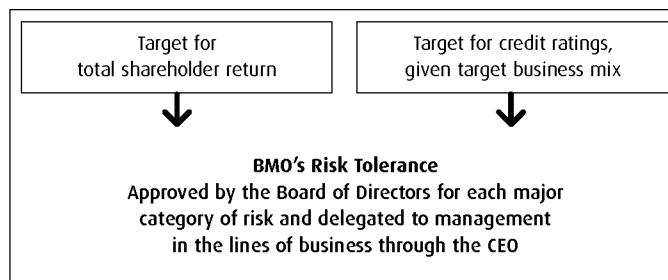 Target for
total shareholder return
Target for credit ratings,
given target business mix
BMO's Risk Tolerance
Approved by the Board of Directors for each major
category of risk and delegated to management
in the lines of business through the CEO